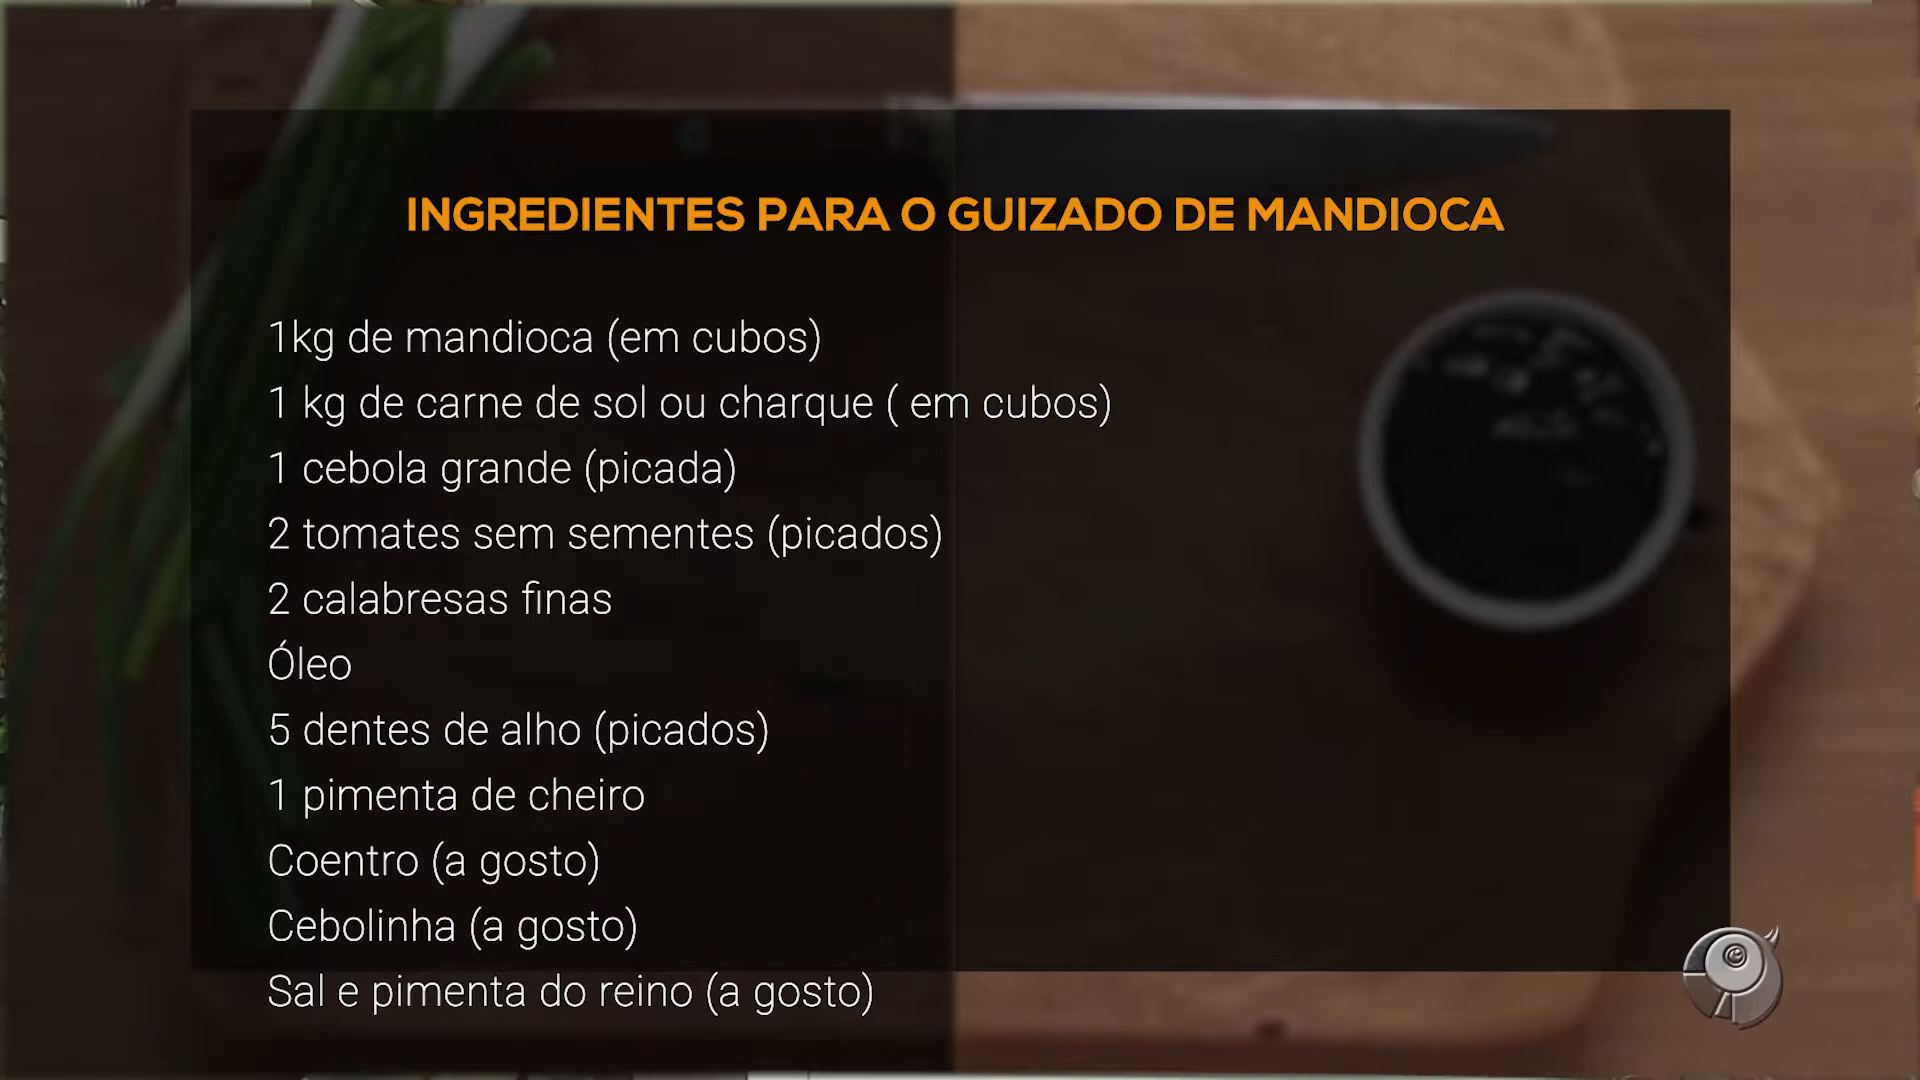 INGREDIENTES PARA O GUIZADO DE MANDIOCA
1kg de mandioca (em cubos)
1 kg de carne de sol ou charque ( em cubos)
1 cebola grande (picada)
2 tomates sem sementes (picados)
2 calabresas finas
Óleo
5 dentes de alho (picados)
1 pimenta de cheiro
Coentro (a gosto)
Cebolinha (a gosto)
Sal e pimenta do reino (a gosto)